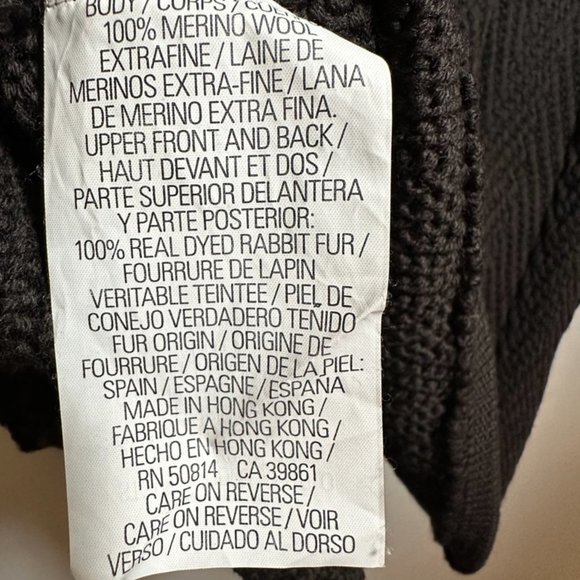 BODY / CORPS / CUERPO
100% MERINO WOOL
EXTRAFINE / LAINE DE
MERINOS EXTRA-FINE / LANA
DE MERINO EXTRA FINA.
UPPER FRONT AND BACK /
HAUT DEVANT ET DOS /
PARTE SUPERIOR DELANTERA
Y PARTE POSTERIOR:
100% REAL DYED RABBIT FUR /
FOURRURE DE LAPIN
VERITABLE TEINTEE / PIEL DE
CONEJO VERDADERO TEÑIDO
FUR ORIGIN / ORIGINE DE
FOURRURE / ORIGEN DE LA PIEL:
SPAIN / ESPAGNE / ESPAÑA
MADE IN HONG KONG /
FABRIQUE A HONG KONG /
HECHO EN HONG KONG /
RN 50814 CA 39861
CARE ON REVERSE /
CARE ON REVERSE / VOIR
VERSO / CUIDADO AL DORSO